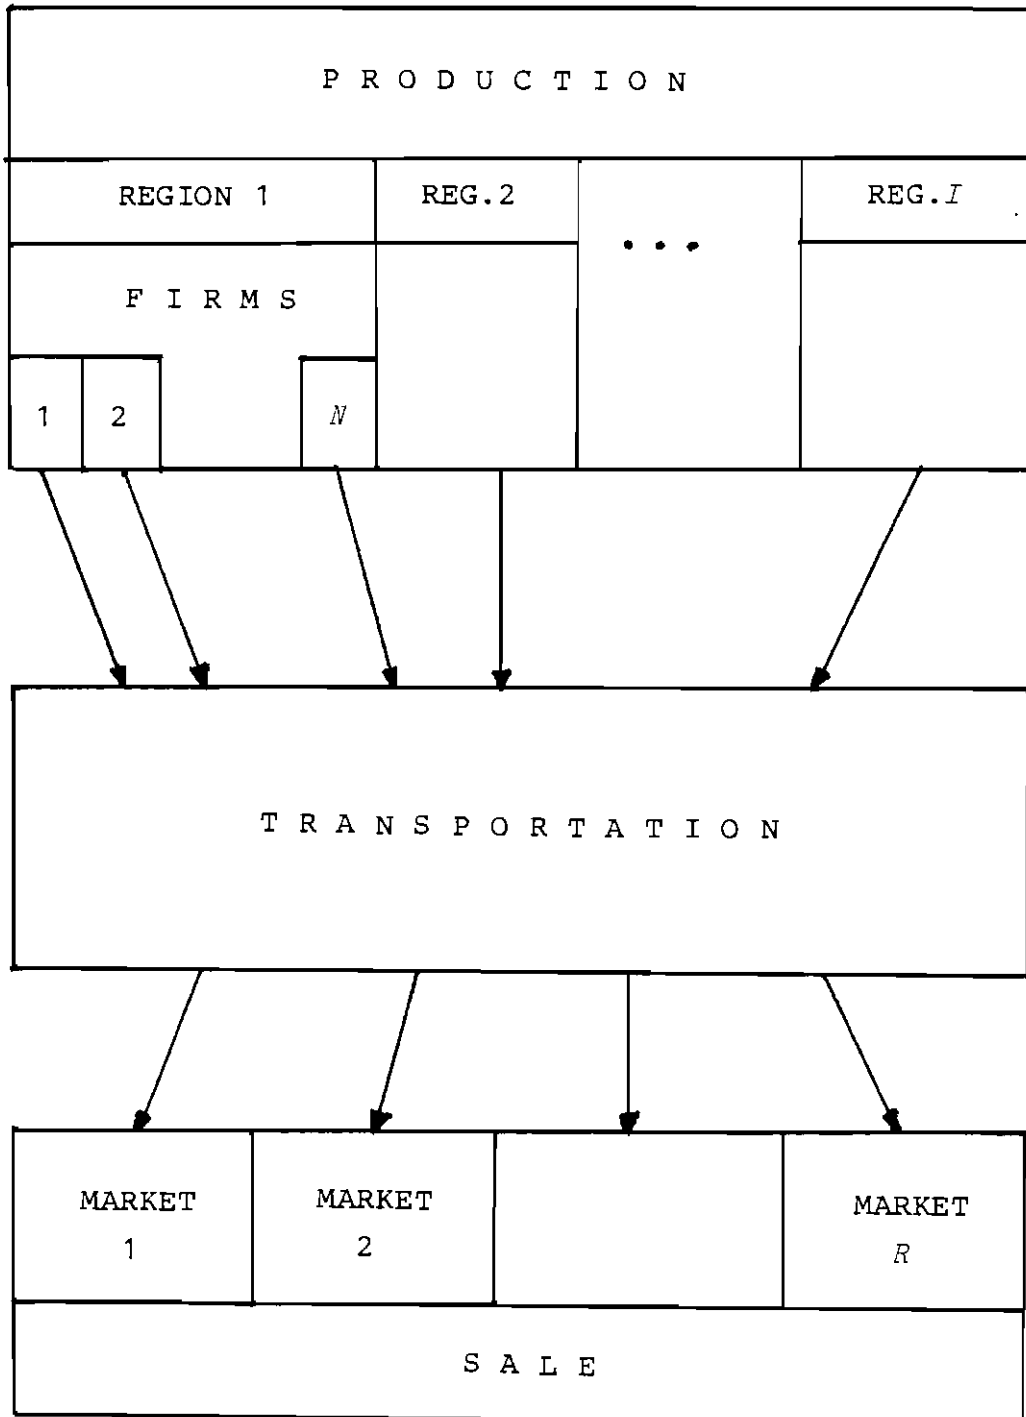 P R O D U C T I O N
REGION 1 REG.2 ... REG.I
F I R M S
1 2 N
T R A N S P O R T A T I O N
MARKET 1
MARKET 2
MARKET R
S A L E